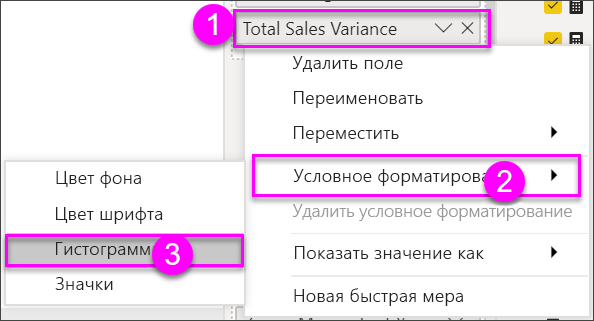 1
Total Sales Variance
Удалить поле
Переименовать
Переместить
Условное форматирова
2
Удалить условное форматирование
Показать значение как
Новая быстрая мера
Цвет фона
Цвет шрифта
Гистограмм
3
Значки